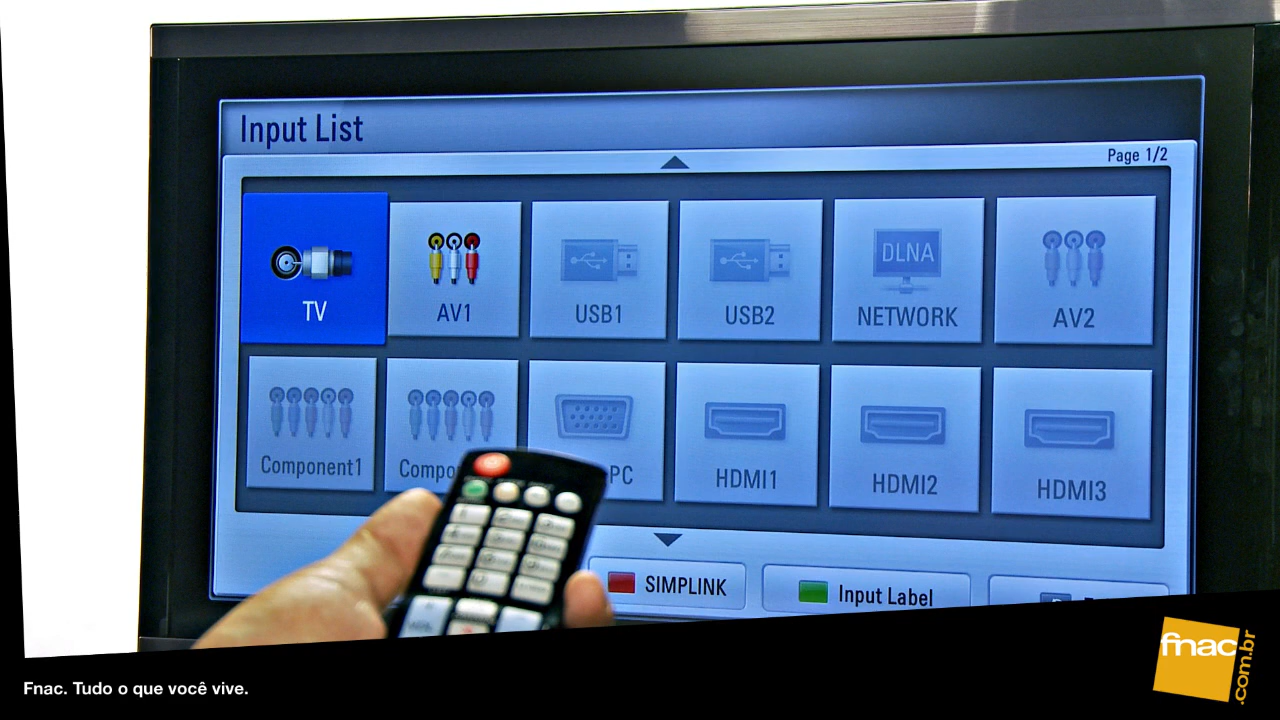 Input List
Page 1/2
TV
AV1
USB1
USB2
DLNA
NETWORK
AV2
Component1
PC
HDMI1
HDMI2
HDMI3
SIMPLINK
Input Label
Fnac. Tudo o que você vive.
fnac
.com.br